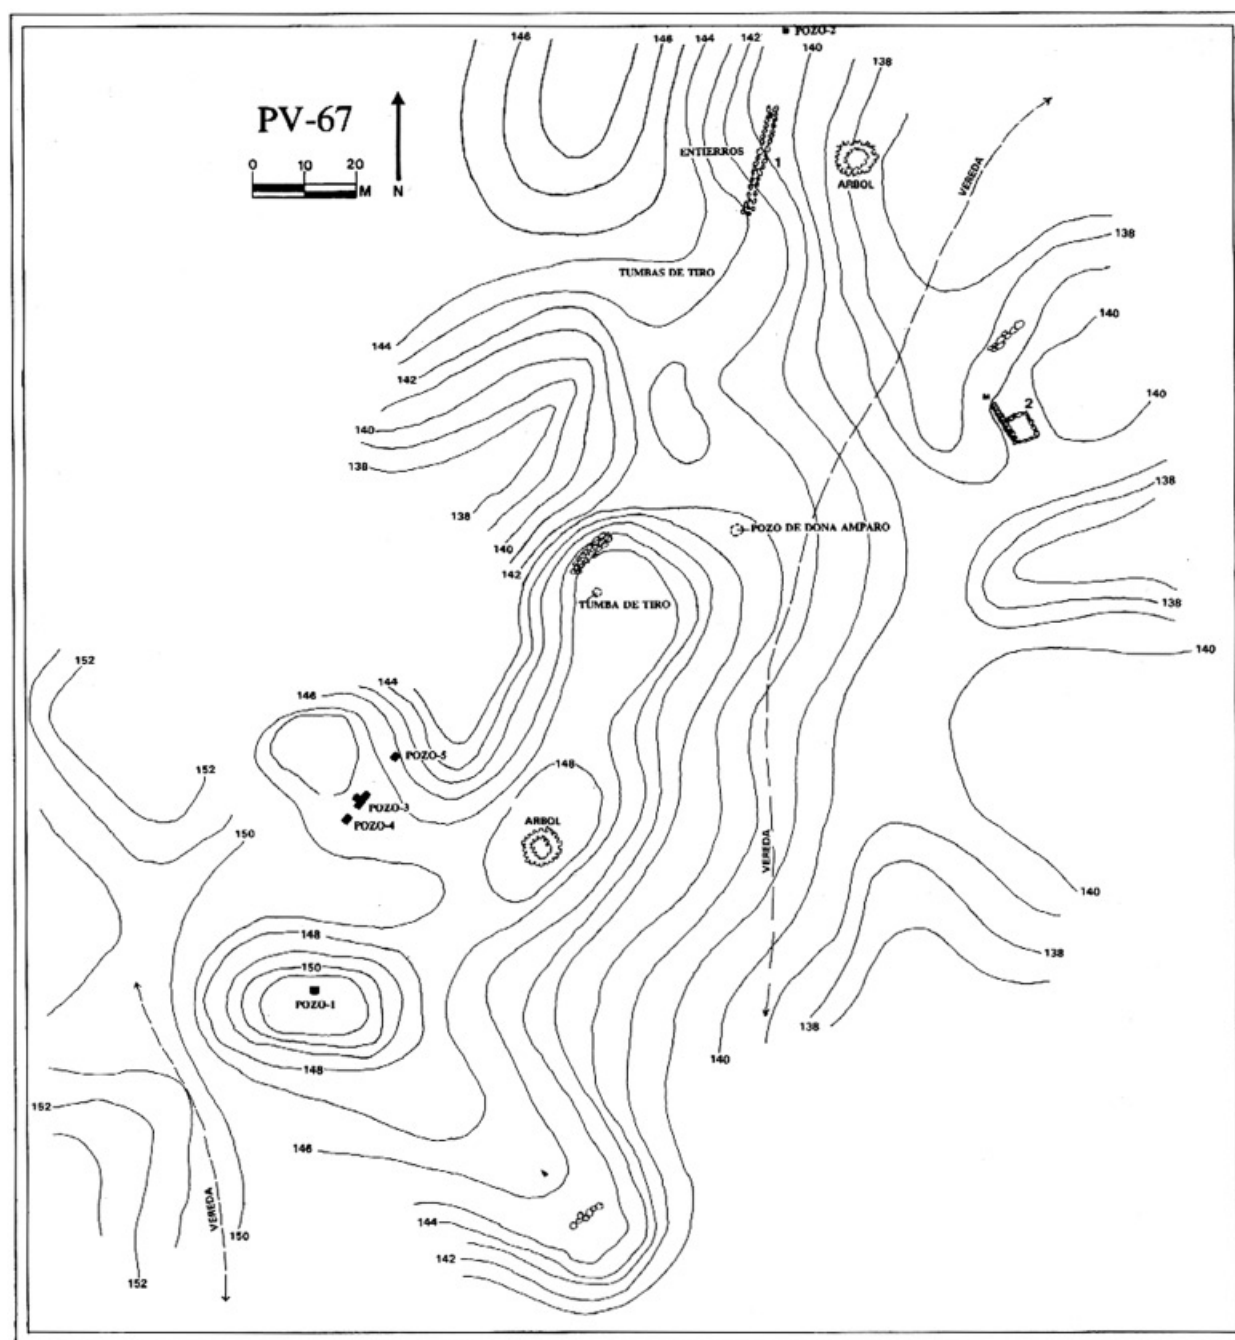 146
146
144
142
POZO-2
140
138
PV-67
0 10 20
M N
ENTIERROS
1
ARBOL
VEREDA
138
TUMBAS DE TIRO
144
140
142
M
2
140
140
138
138
138
POZO DE DONA AMPARO
140
142
TUMBA DE TIRO
138
140
152
144
146
POZO-5
152
148
POZO-3
POZO-4
ARBOL
150
VEREDA
140
148
138
150
POZO-1
138
140
148
152
146
VEREDA
144
150
142
152